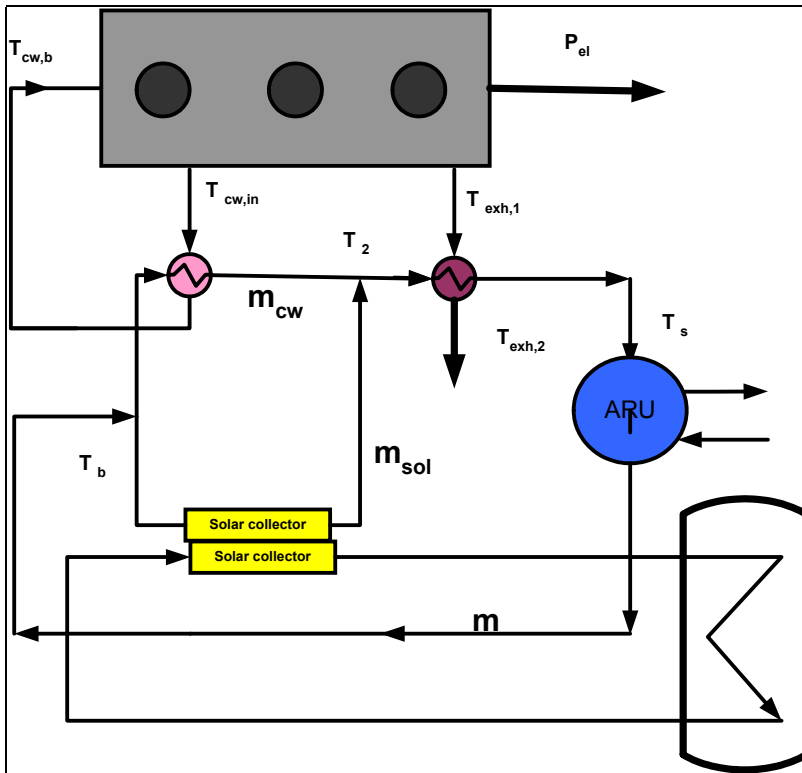 T cw,b
P el
T cw,in
T exh,1
T 2
m cw
T exh,2
T s
ARU
T b
m sol
Solar collector
Solar collector
m